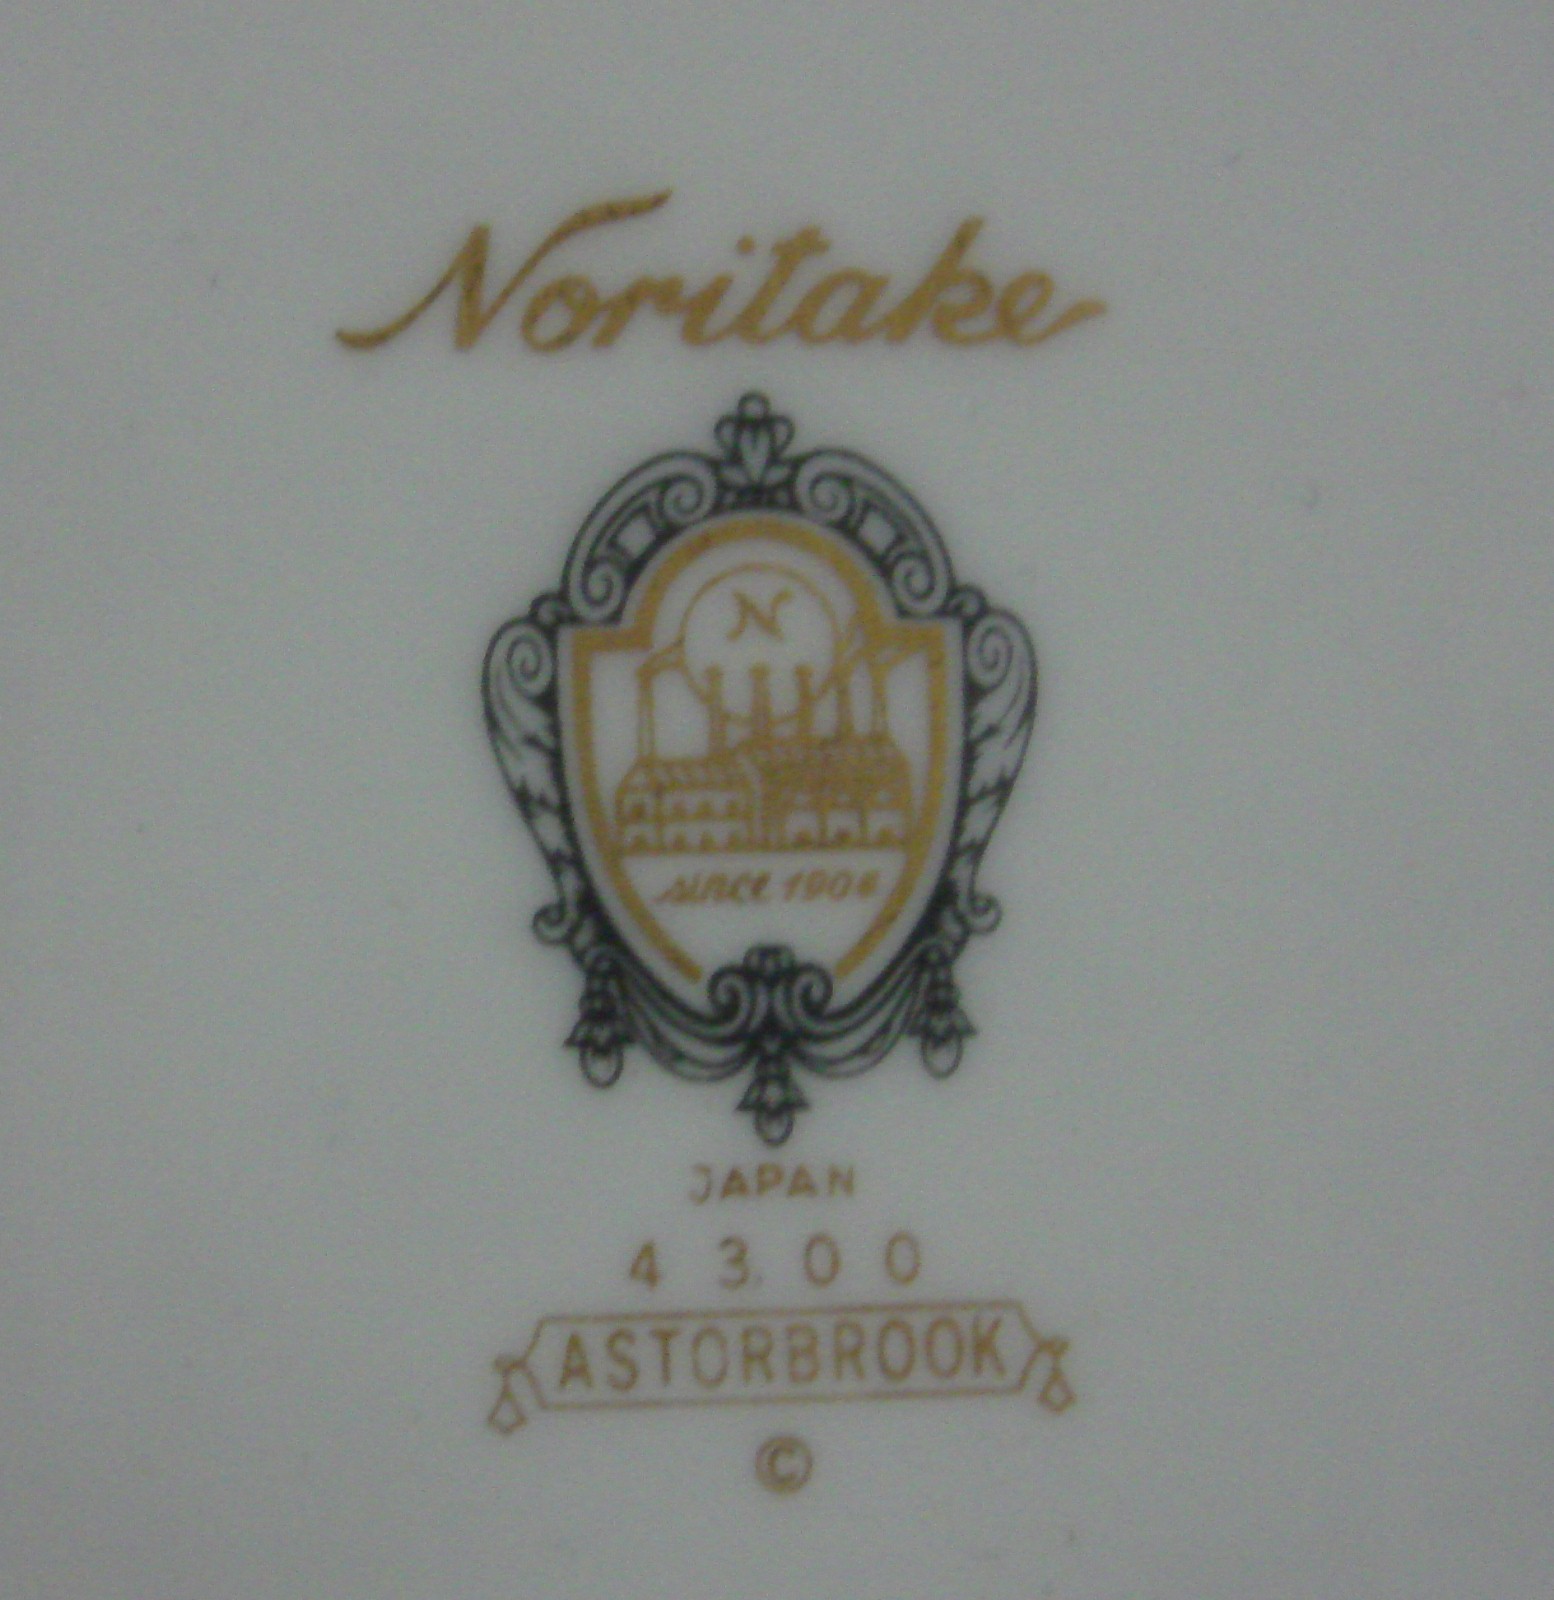 Noritake
N
since 1904
JAPAN
4300
ASTORBROOK
©